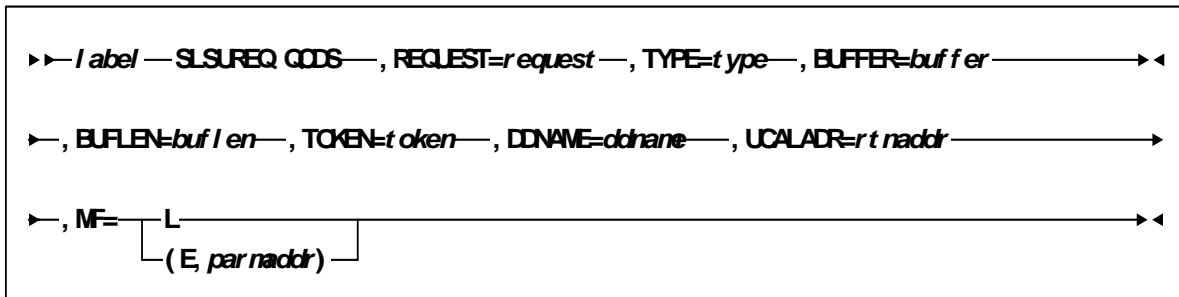 label SLSUREQ QCDS , REQUEST=request , TYPE=type , BUFFER=buffer
, BUFLEN=buflen , TOKEN=token , DDNAME=ddname , UCALADR=rtnaddr
, MF= L
(E, parmaddr)